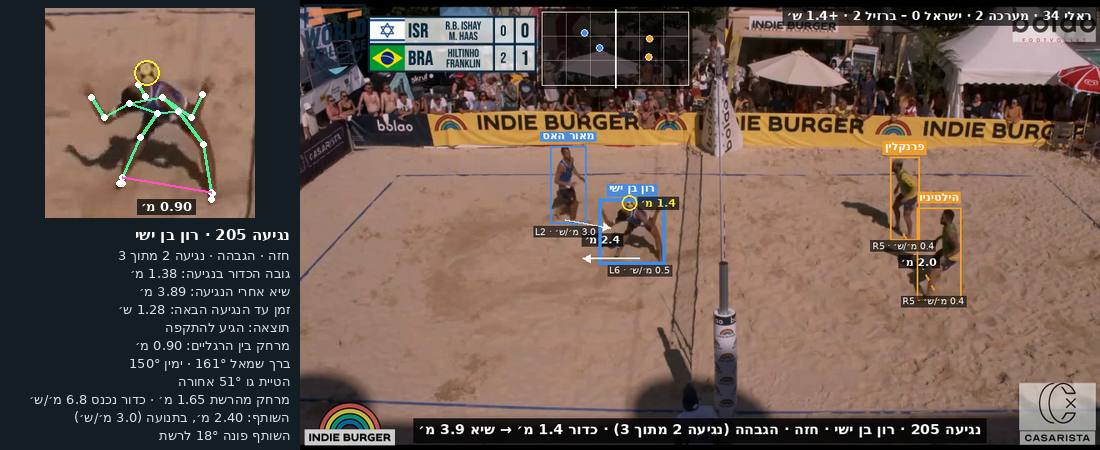 0.90 מ׳
נגיעה 205 · רון בן ישי
חזה · הגבהה · נגיעה 2 מתוך 3
גובה הכדור בנגיעה: 1.38 מ׳
שיא אחרי הנגיעה: 3.89 מ׳
זמן עד הנגיעה הבאה: 1.28 ש׳
תוצאה: הגיע להתקפה
מרחק בין הרגליים: 0.90 מ׳
ברך שמאל 161° · ימין 150°
הטיית גו 51° אחורה
מרחק מהרשת 1.65 מ׳ · כדור נכנס 6.8 מ׳/ש׳
השותף: 2.40 מ׳, בתנועה (3.0 מ׳/ש׳)
השותף פונה 18° לרשת
ראלי 34 · מערכה 2 · ישראל 0 – ברזיל 2 · +1.4 ש׳
WORLD
ISR R.B. ISHAY M. HAAS 0 0
BRA HILTINHO FRANKLIN 2 1
INDIE BURGER
bolao
FOOTVOLLEY
CASARISTA
bolao
INDIE BURGER
INDIE BURGER
bolao
מאור האס
רון בן ישי
1.4 מ׳
L2 · 3.0 מ׳/ש׳
2.4 מ׳
L6 · 0.5 מ׳/ש׳
פרנקלין
הילטיניו
R5 · 0.4 מ׳/ש׳
2.0 מ׳
R5 · 0.4 מ׳/ש׳
INDIE BURGER
נגיעה 205 · רון בן ישי · חזה · הגבהה (נגיעה 2 מתוך 3) · כדור 1.4 מ׳ → שיא 3.9 מ׳
CASARISTA